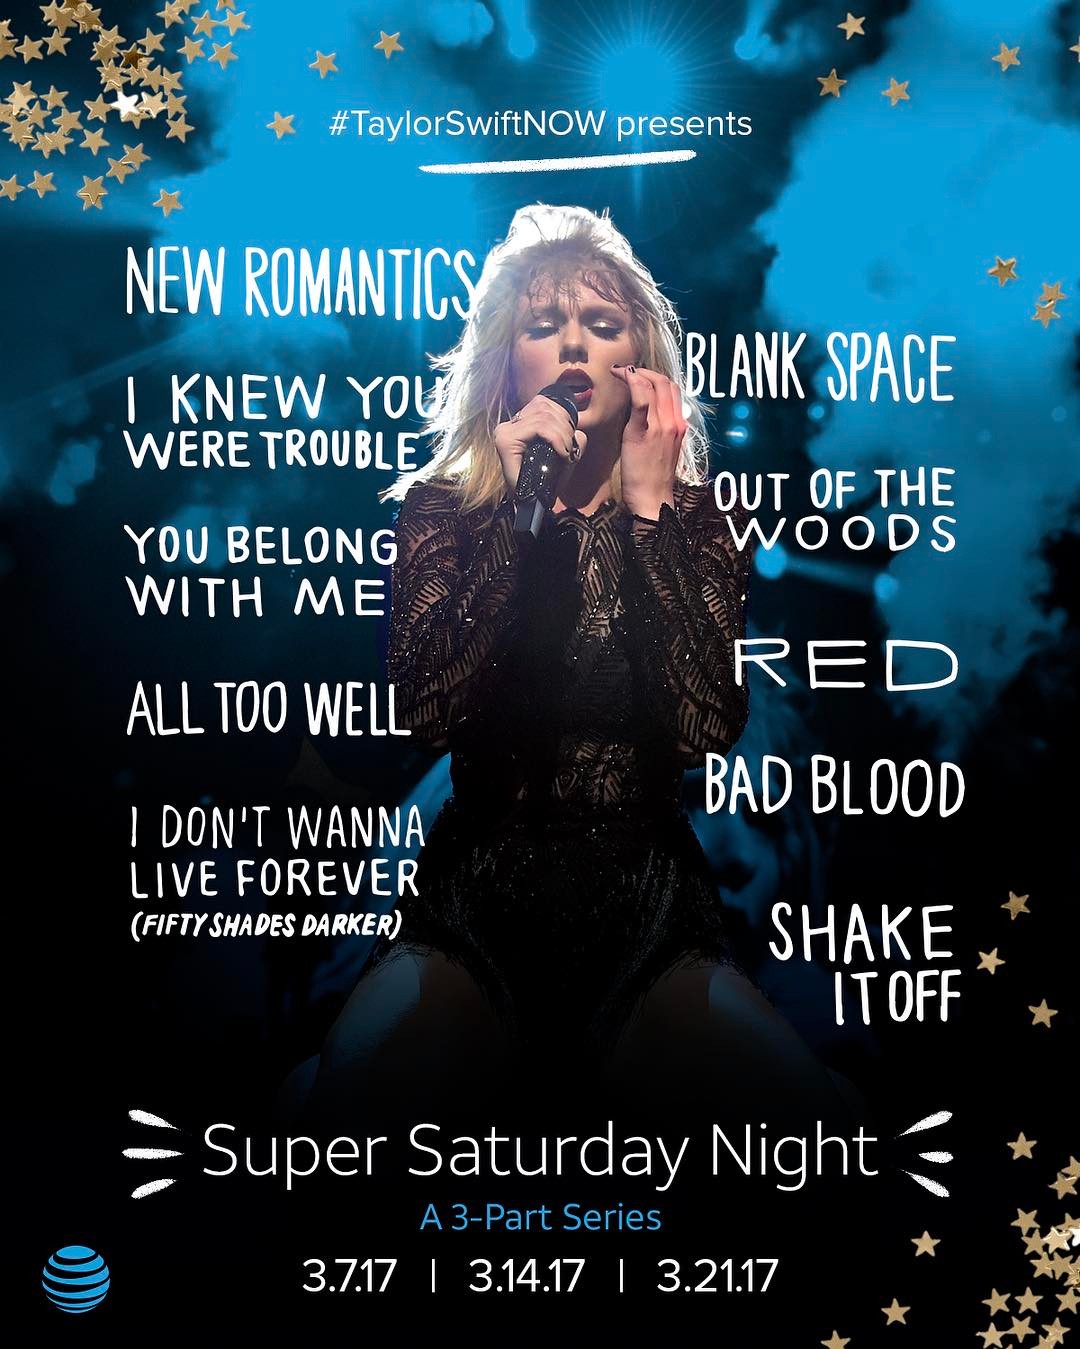 #TaylorSwiftNOW presents
NEW ROMANTICS
I KNEW YOU
WERE TROUBLE
YOU BELONG
WITH ME
ALL TOO WELL
I DON'T WANNA
LIVE FOREVER
(FIFTY SHADES DARKER)
BLANK SPACE
OUT OF THE
WOODS
RED
BAD BLOOD
SHAKE
IT OFF
Super Saturday Night
A 3-Part Series
3.7.17 | 3.14.17 | 3.21.17